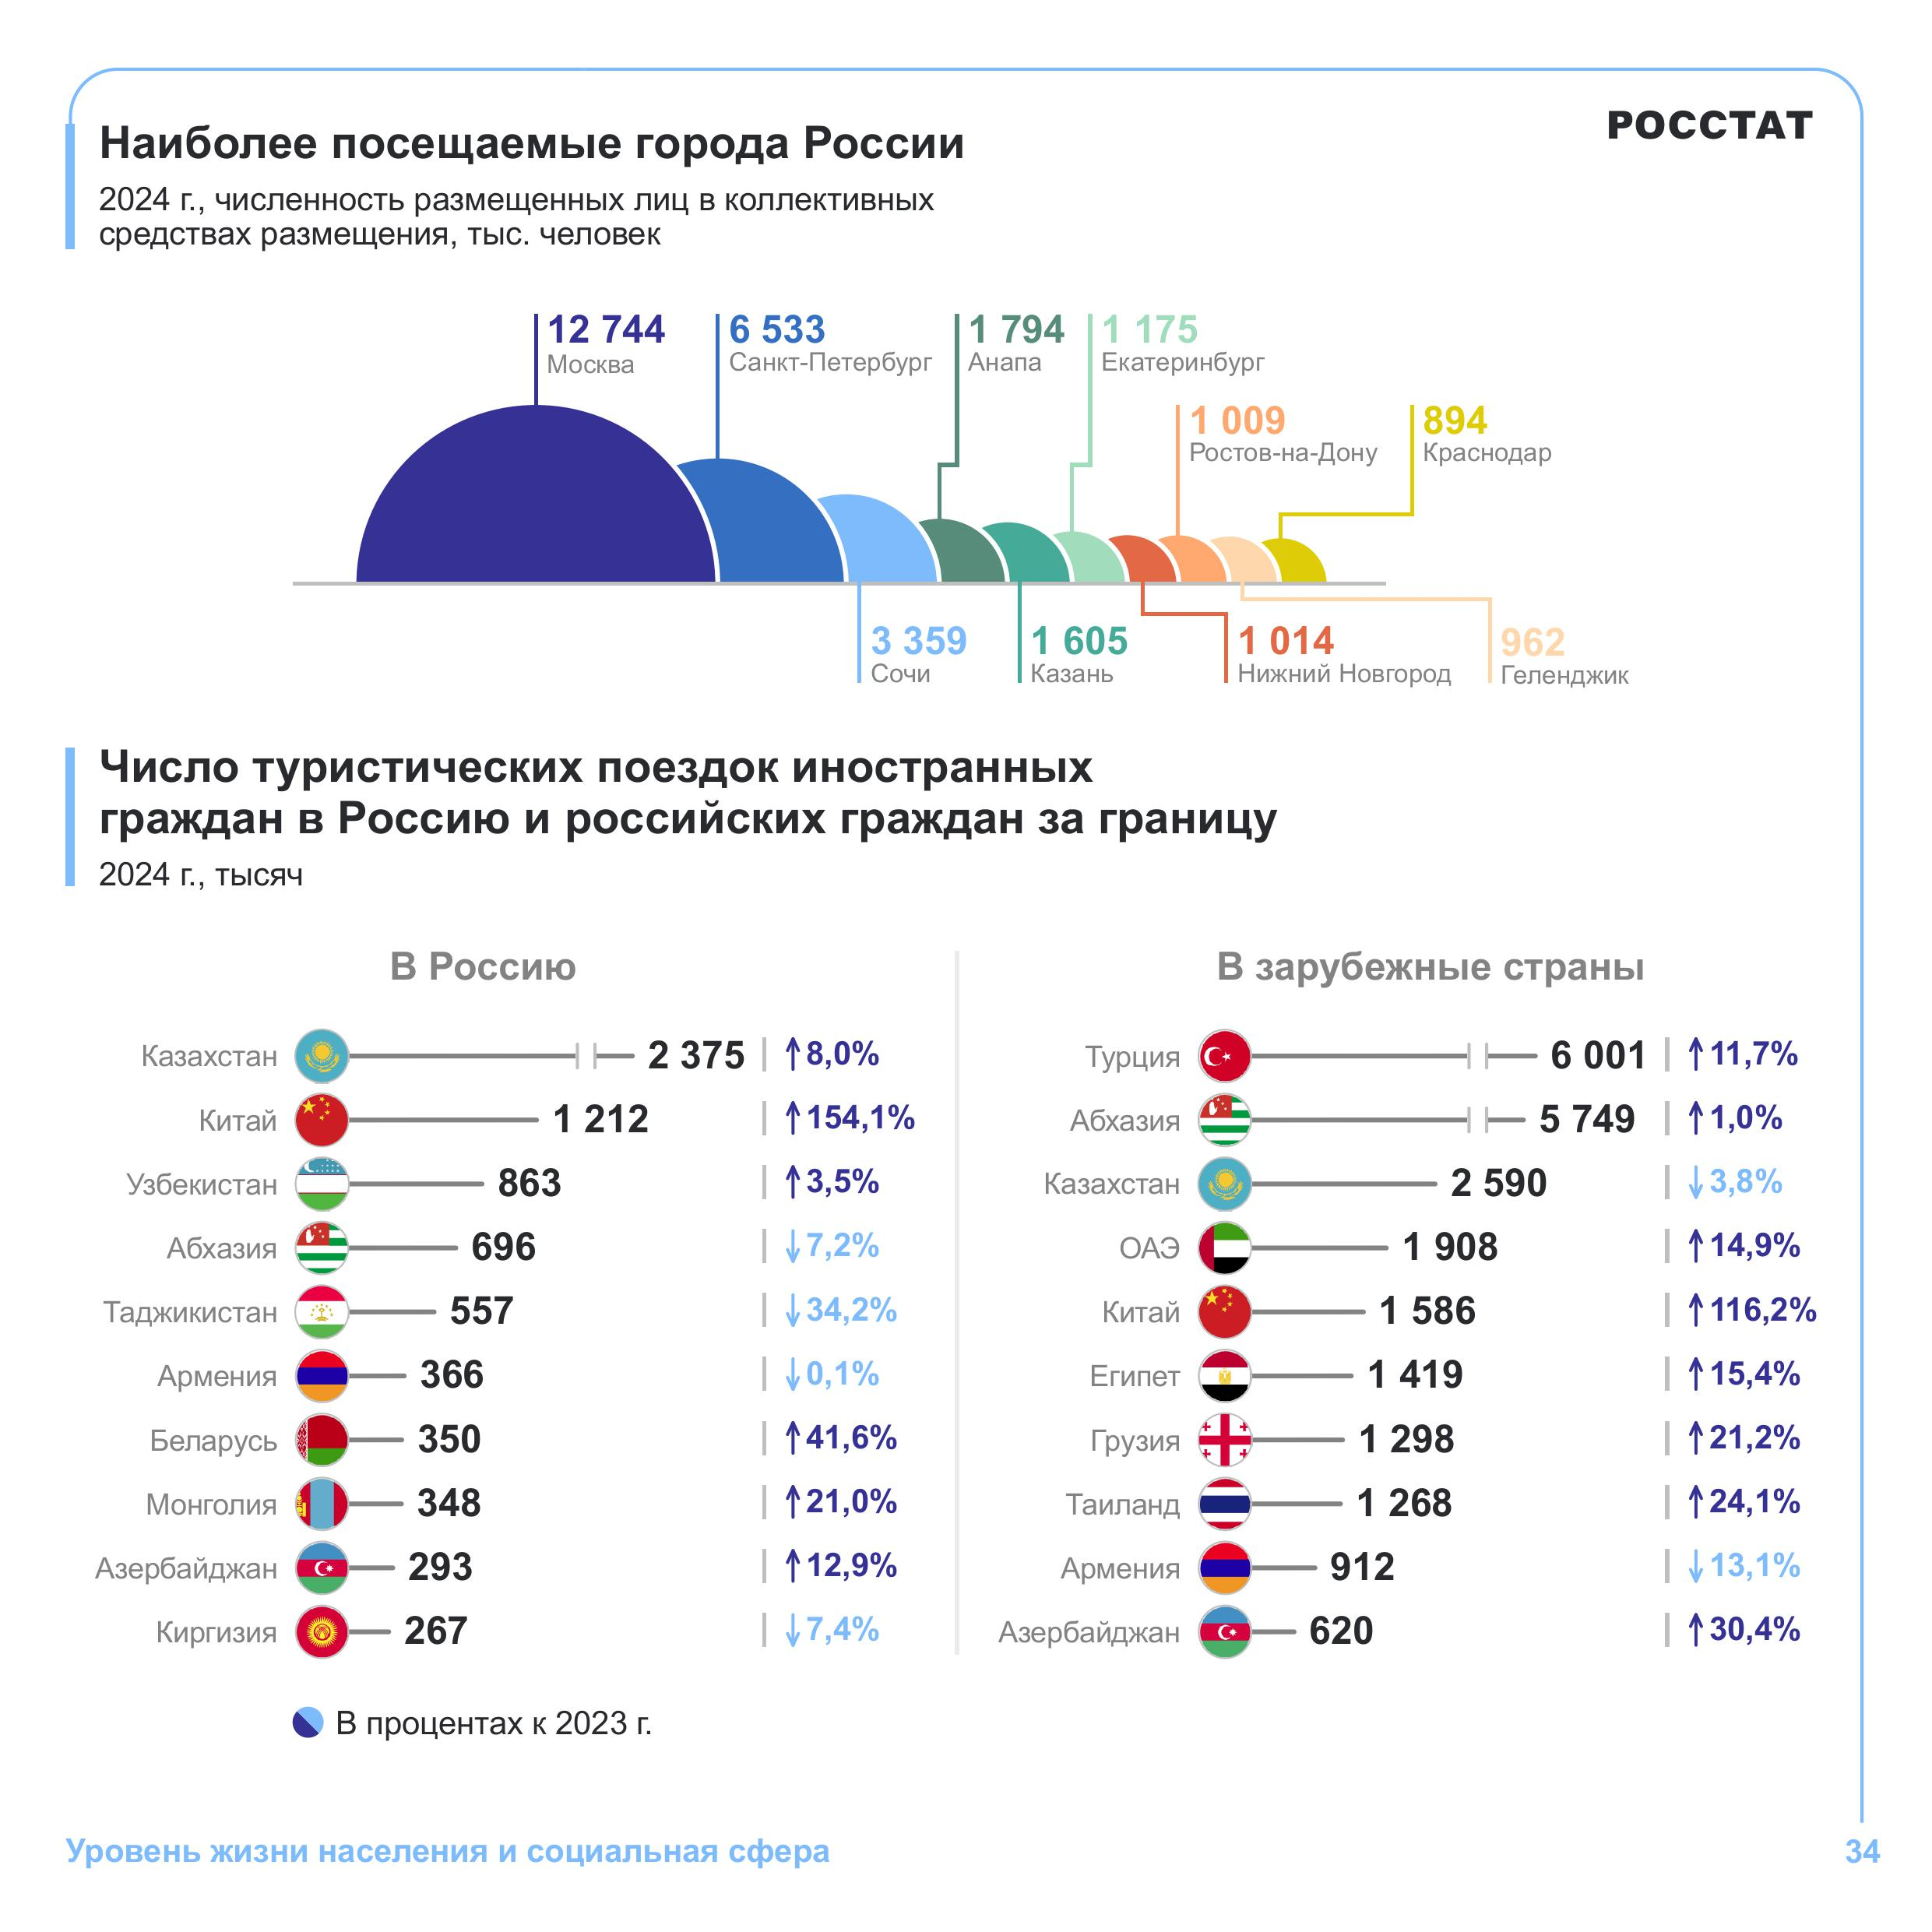 РОССТАТ
Наиболее посещаемые города России
2024 г., численность размещенных лиц в коллективных
средствах размещения, тыс. человек
12 744
Москва
6 533
Санкт-Петербург
1 794
Анапа
1 175
Екатеринбург
1 009
Ростов-на-Дону
894
Краснодар
3 359
Сочи
1 605
Казань
1 014
Нижний Новгород
962
Геленджик
Число туристических поездок иностранных
граждан в Россию и российских граждан за границу
2024 г., тысяч
В Россию
Казахстан 2 375 ↑8,0%
Китай 1 212 ↑154,1%
Узбекистан 863 ↑3,5%
Абхазия 696 ↓7,2%
Таджикистан 557 ↓34,2%
Армения 366 ↓0,1%
Беларусь 350 ↑41,6%
Монголия 348 ↑21,0%
Азербайджан 293 ↑12,9%
Киргизия 267 ↓7,4%
В зарубежные страны
Турция 6 001 ↑11,7%
Абхазия 5 749 ↑1,0%
Казахстан 2 590 ↓3,8%
ОАЭ 1 908 ↑14,9%
Китай 1 586 ↑116,2%
Египет 1 419 ↑15,4%
Грузия 1 298 ↑21,2%
Таиланд 1 268 ↑24,1%
Армения 912 ↓13,1%
Азербайджан 620 ↑30,4%
В процентах к 2023 г.
Уровень жизни населения и социальная сфера
34